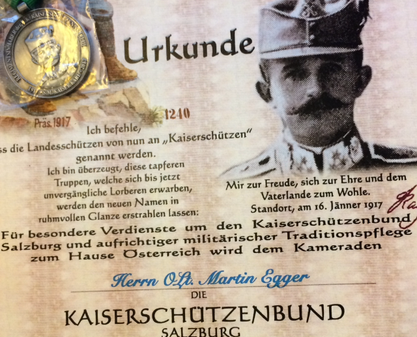 Urkunde
Präs. 1917
1240
Ich befehle,
ss die Landesschützen von nun an „Kaiserschützen"
genannt werden.
Ich bin überzeugt, diese tapferen
Truppen, welche sich bis jetzt
unvergängliche Lorberen erwarben,
werden den neuen Namen in
ruhmvollen Glanze erstrahlen lassen:
Mir zur Freude, sich zur Ehre und dem
Vaterlande zum Wohle.
Standort, am 16. Jänner 1917
Für besondere Verdienste um den Kaiserschützenbund
Salzburg und aufrichtiger militärischer Traditionspflege
zum Hause Österreich wird dem Kameraden
Herrn OLt. Martin Egger
DIE
KAISERSCHÜTZENBUND
SALZBURG